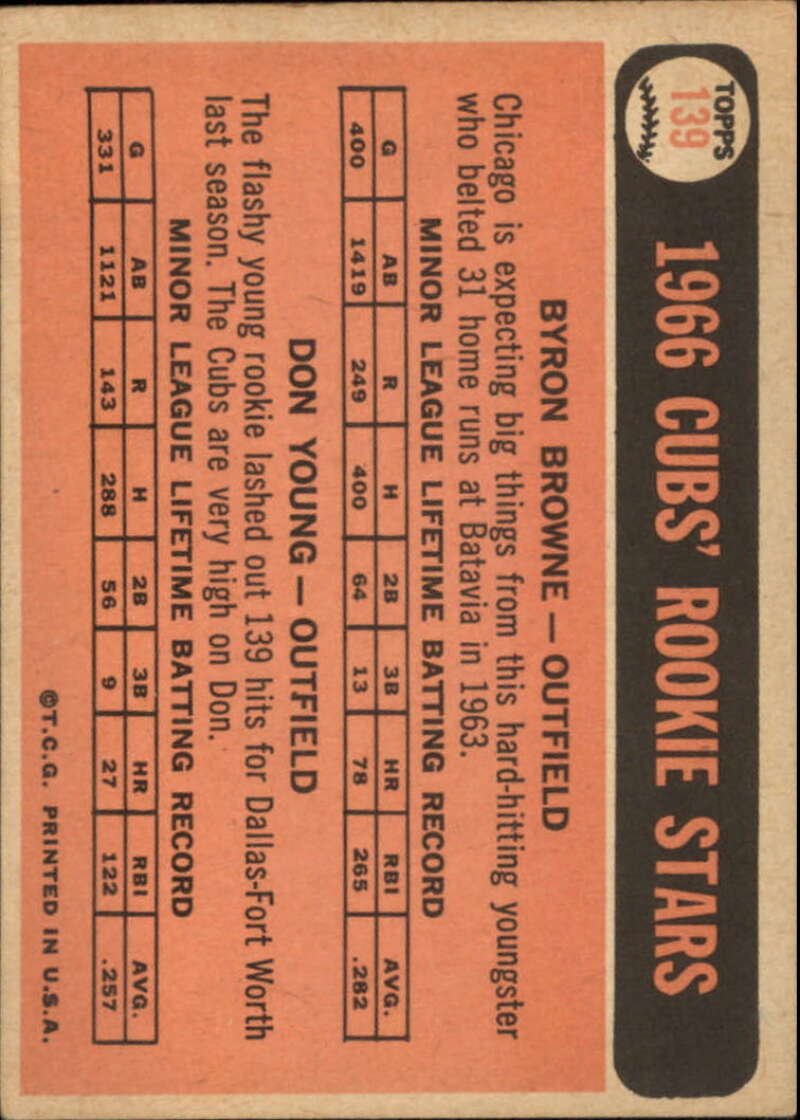 TOPPS
139
1966 CUBS' ROOKIE STARS
BYRON BROWNE — OUTFIELD
Chicago is expecting big things from this hard-hitting youngster
who belted 31 home runs at Batavia in 1963.
MINOR LEAGUE LIFETIME BATTING RECORD
G AB R H 2B 3B HR RBI AVG.
400 1419 249 400 64 13 78 265 .282
DON YOUNG — OUTFIELD
The flashy young rookie lashed out 139 hits for Dallas-Fort Worth
last season. The Cubs are very high on Don.
MINOR LEAGUE LIFETIME BATTING RECORD
G AB R H 2B 3B HR RBI AVG.
331 1121 143 288 56 9 27 122 .257
©T.C.G. PRINTED IN U.S.A.